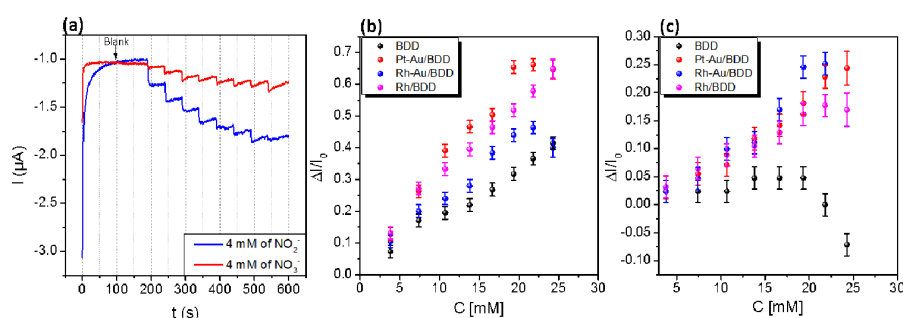 (a)
Blank
-1.0
-1.5
-2.0
-2.5
-3.0
I (μA)
4 mM of NO₂⁻
4 mM of NO₃⁻
0 100 200 300 400 500 600
t (s)
(b)
BDD
Pt-Au/BDD
Rh-Au/BDD
Rh/BDD
0.7
0.6
0.5
0.4
0.3
0.2
0.1
0.0
ΔI/I₀
0 5 10 15 20 25 30
C [mM]
(c)
BDD
Pt-Au/BDD
Rh-Au/BDD
Rh/BDD
0.30
0.25
0.20
0.15
0.10
0.05
0.00
-0.05
-0.10
ΔI/I₀
5 10 15 20 25 30
C [mM]